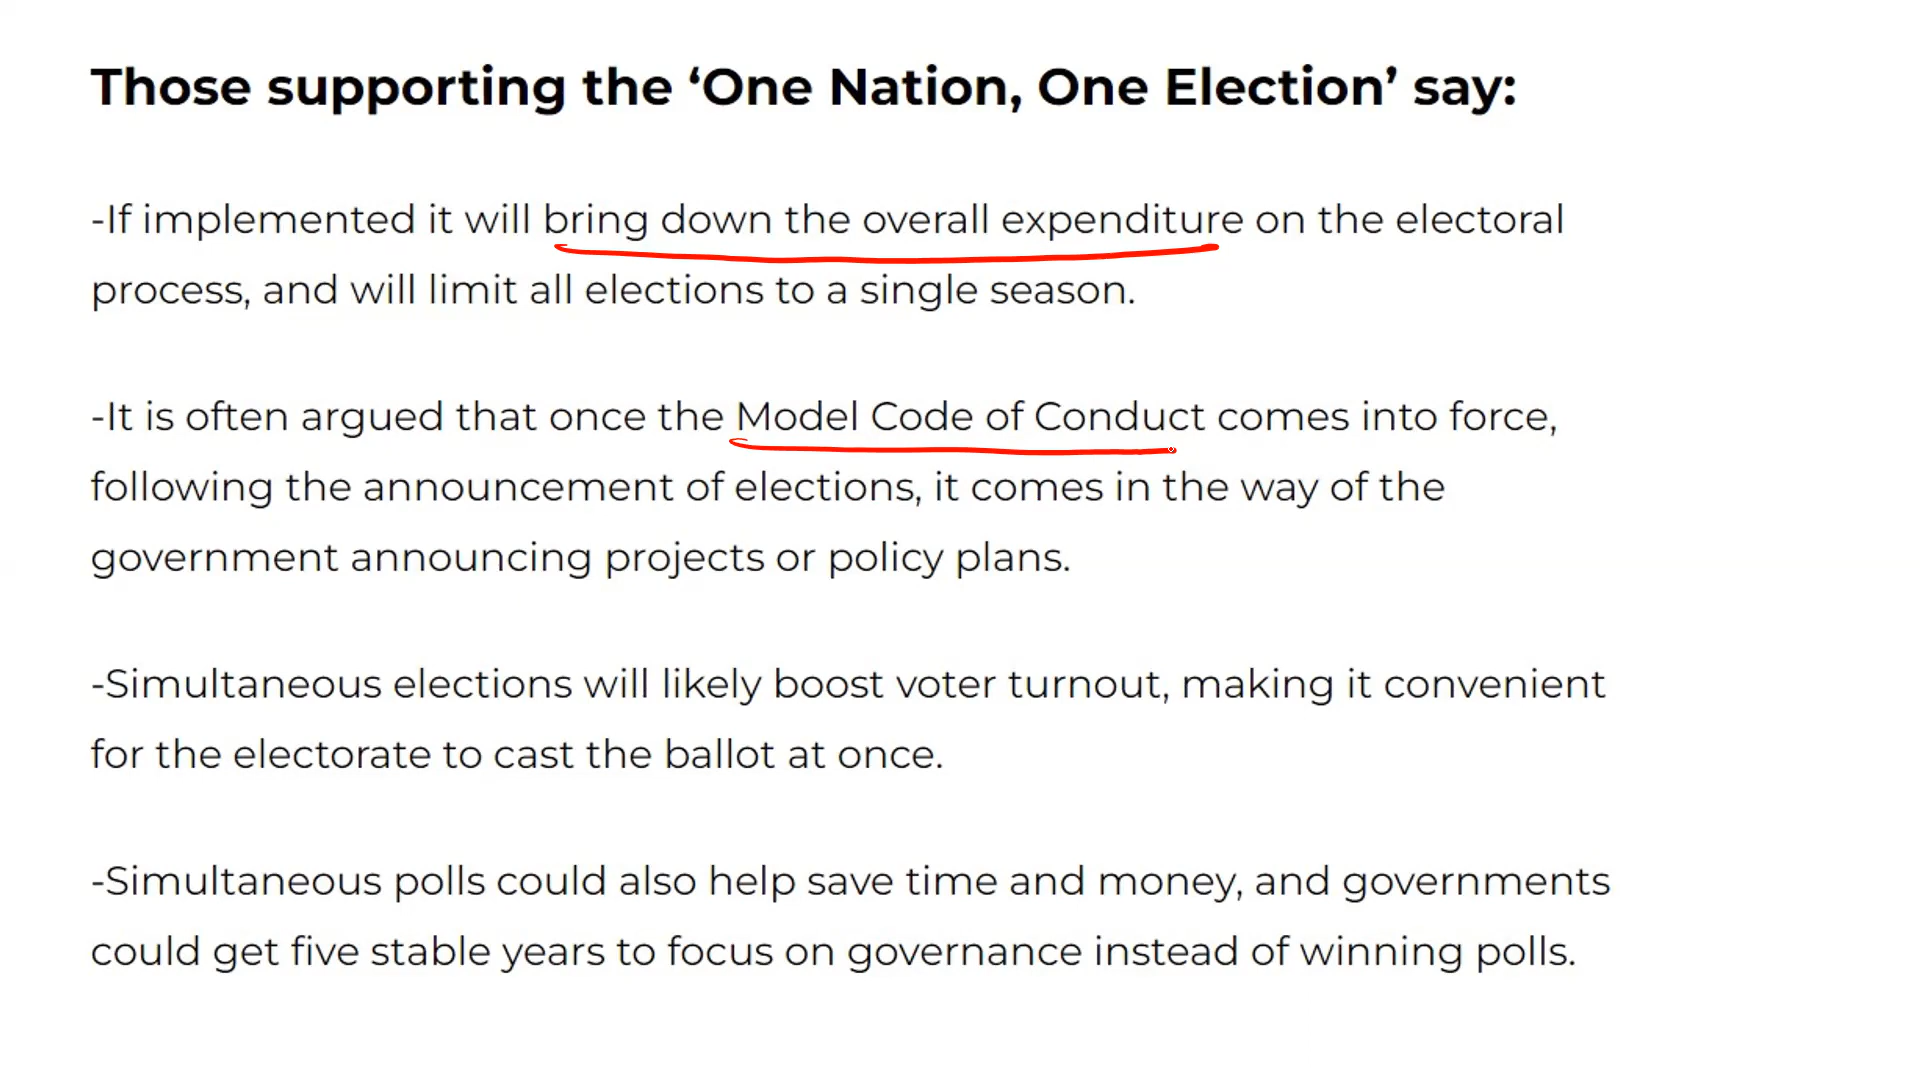 Those supporting the ‘One Nation, One Election’ say:
-If implemented it will bring down the overall expenditure on the electoral
process, and will limit all elections to a single season.
-It is often argued that once the Model Code of Conduct comes into force,
following the announcement of elections, it comes in the way of the
government announcing projects or policy plans.
-Simultaneous elections will likely boost voter turnout, making it convenient
for the electorate to cast the ballot at once.
-Simultaneous polls could also help save time and money, and governments
could get five stable years to focus on governance instead of winning polls.